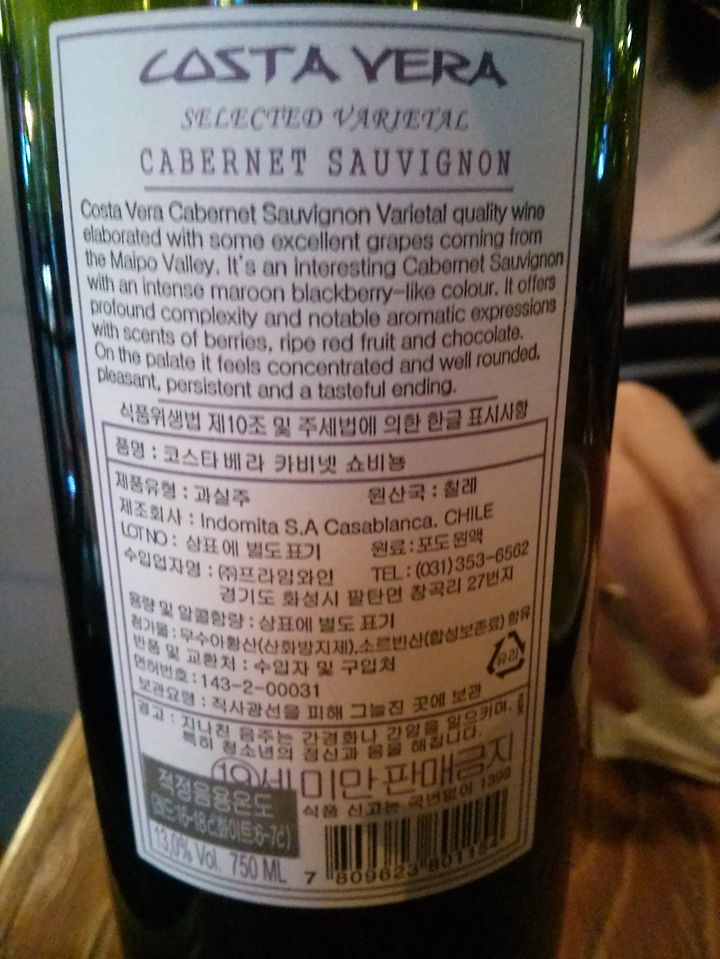 COSTA VERA
SELECTED VARIETAL
CABERNET SAUVIGNON
Costa Vera Cabernet Sauvignon Varietal quality wine
elaborated with some excellent grapes coming from
the Maipo Valley. It's an interesting Cabernet Sauvignon
with an intense maroon blackberry-like colour. It offers
profound complexity and notable aromatic expressions
with scents of berries, ripe red fruit and chocolate.
On the palate it feels concentrated and well rounded,
pleasant, persistent and a tasteful ending.
식품위생법 제10조 및 주세법에 의한 한글 표시사항
품명 : 코스타 베라 카비넷 쇼비뇽
제품유형 : 과실주 원산국 : 칠레
제조회사 : Indomita S.A Casablanca. CHILE
LOT NO : 상표에 별도 표기 원료 : 포도 원액
수입업자명 : (주)프라임와인 TEL : (031)353-6562
경기도 화성시 팔탄면 창곡리 27번지
용량 및 알콜함량 : 상표에 별도 표기
첨가물 : 무수아황산(산화방지제),소르빈산(합성보존료) 함유
반품 및 교환처 : 수입자 및 구입처
유리
면허번호 : 143-2-00031
보관요령 : 직사광선을 피해 그늘진 곳에 보관
경고 : 지나친 음주는 간경화나 간암을 일으키며,
특히 청소년의 정신과 몸을 해칩니다.
19세 미만 판매금지
적정음용온도
(레드:16-18c,화이트:6-7c)
식품 신고는 국번없이 1399
13.0% Vol. 750 ML
7 809623 801154